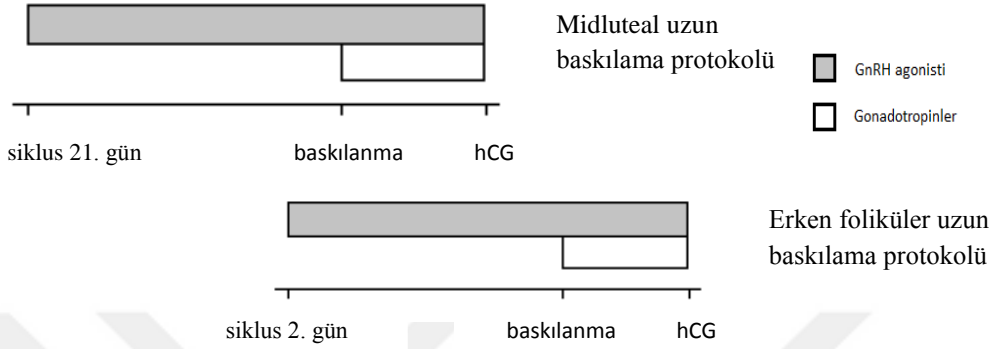 Midluteal uzun
baskılama protokolü
GnRH agonisti
Gonadotropinler
siklus 21. gün baskılanma hCG
Erken foliküler uzun
baskılama protokolü
siklus 2. gün baskılanma hCG